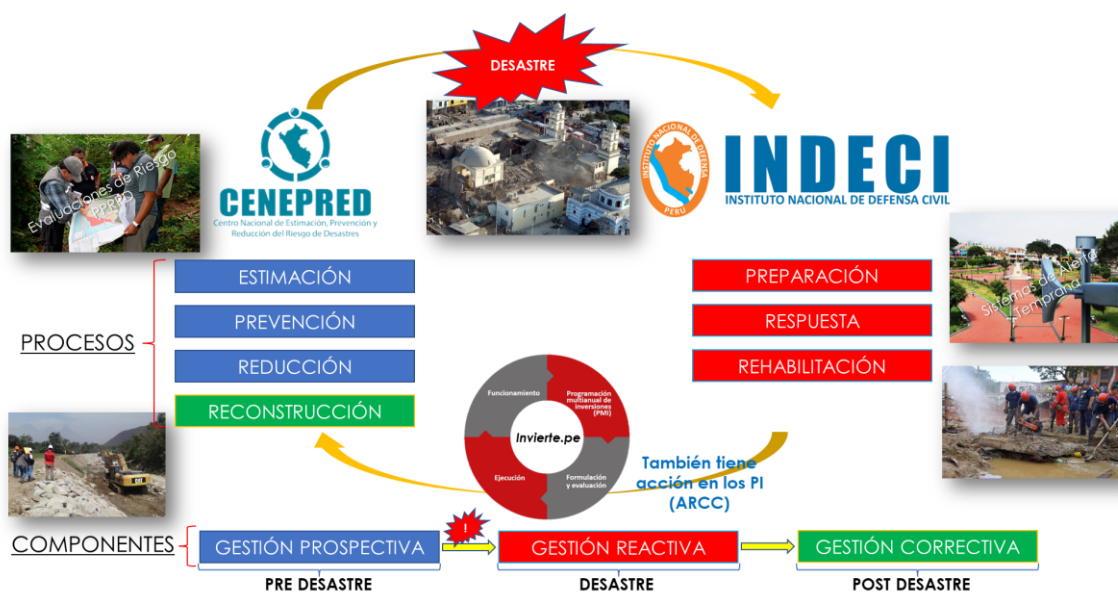 DESASTRE
CENEPRED
Centro Nacional de Estimación, Prevención y
Reducción del Riesgo de Desastres
INSTITUTO NACIONAL DE DEFENSA CIVIL
PERU
INDECI
INSTITUTO NACIONAL DE DEFENSA CIVIL
Evaluaciones de Riesgo
PPRRD
Sistemas de Alerta
Temprana
PROCESOS
ESTIMACIÓN
PREVENCIÓN
REDUCCIÓN
RECONSTRUCCIÓN
PREPARACIÓN
RESPUESTA
REHABILITACIÓN
Funcionamiento
Programación
multianual de
inversiones
(PMI)
Invierte.pe
Ejecución
Formulación
y evaluación
También tiene
acción en los PI
(ARCC)
COMPONENTES
GESTIÓN PROSPECTIVA
!
GESTIÓN REACTIVA
GESTIÓN CORRECTIVA
PRE DESASTRE
DESASTRE
POST DESASTRE